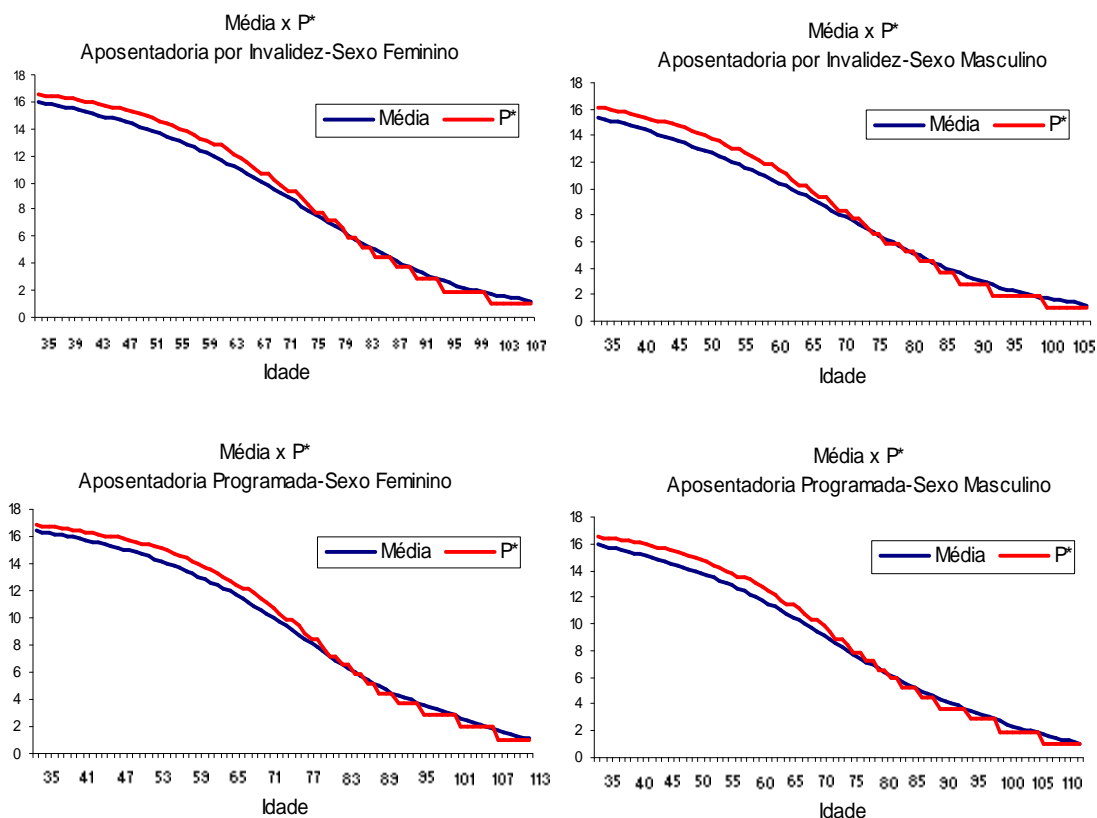 Média x P*
Aposentadoria por Invalidez-Sexo Feminino
18
16
14
12
10
8
6
4
2
0
Média P*
35 39 43 47 51 55 59 63 67 71 75 79 83 87 91 95 99 103 107
Idade
Média x P*
Aposentadoria por Invalidez-Sexo Masculino
18
16
14
12
10
8
6
4
2
0
Média P*
35 40 45 50 55 60 65 70 75 80 85 90 95 100 105
Idade
Média x P*
Aposentadoria Programada-Sexo Feminino
18
16
14
12
10
8
6
4
2
0
Média P*
35 41 47 53 59 65 71 77 83 89 95 101 107 113
Idade
Média x P*
Aposentadoria Programada-Sexo Masculino
18
16
14
12
10
8
6
4
2
0
Média P*
35 40 45 50 55 60 65 70 75 80 85 90 95 100 105 110
Idade